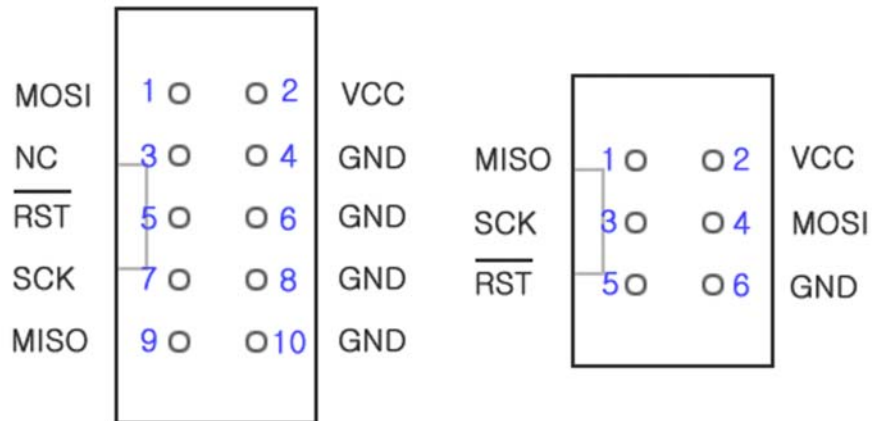 MOSI 1 2 VCC
NC 3 4 GND
RST 5 6 GND
SCK 7 8 GND
MISO 9 10 GND
MISO 1 2 VCC
SCK 3 4 MOSI
RST 5 6 GND